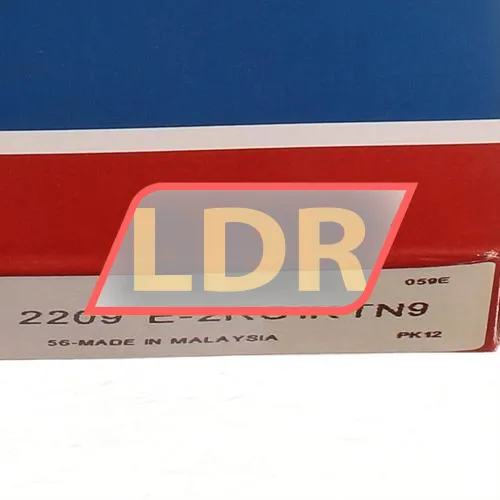 LDR
059E
2209 E-2RS1KTN9
56-MADE IN MALAYSIA
PK12